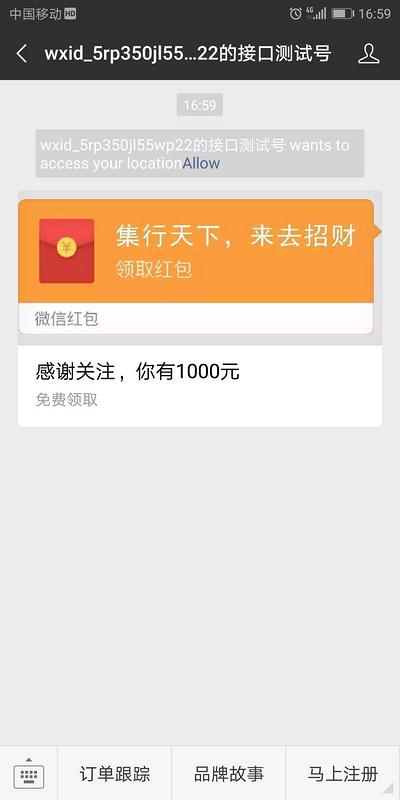 中国移动HD 4G 16:59
wxid_5rp350jl55...22的接口测试号
16:59
wxid_5rp350jl55wp22的接口测试号 wants to
access your locationAllow
集行天下，来去招财
¥
领取红包
微信红包
感谢关注，你有1000元
免费领取
订单跟踪 品牌故事 马上注册